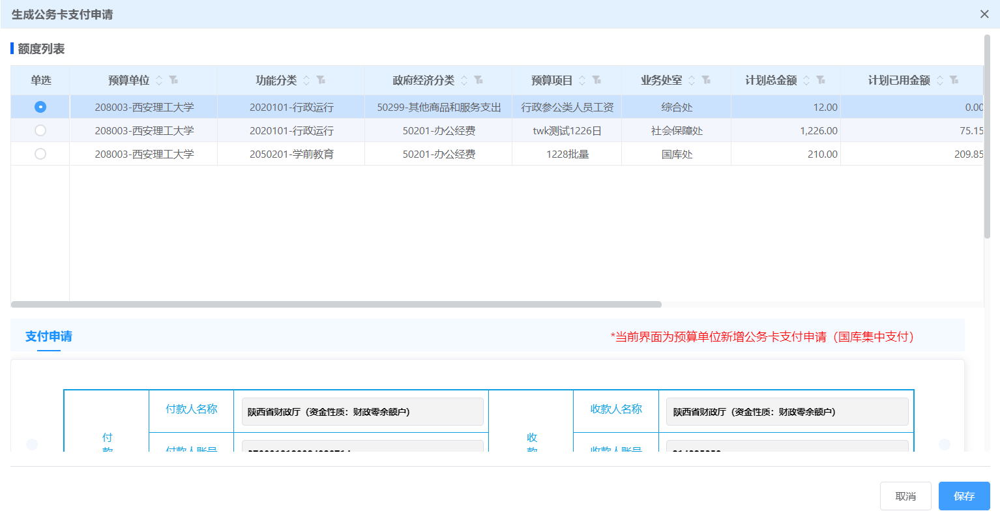 生成公务卡支付申请
额度列表
单选 预算单位 功能分类 政府经济分类 预算项目 业务处室 计划总金额 计划已用金额
208003-西安理工大学 2020101-行政运行 50299-其他商品和服务支出 行政参公类人员工资 综合处 12.00 0.00
208003-西安理工大学 2020101-行政运行 50201-办公经费 twk测试1226日 社会保障处 1,226.00 75.15
208003-西安理工大学 2050201-学前教育 50201-办公经费 1228批量 国库处 210.00 209.85
支付申请 *当前界面为预算单位新增公务卡支付申请（国库集中支付）
付款人名称 陕西省财政厅（资金性质：财政零余额户） 收款人名称 陕西省财政厅（资金性质：财政零余额户）
付 收
款 付款人账号 款 收款人账号
取消 保存